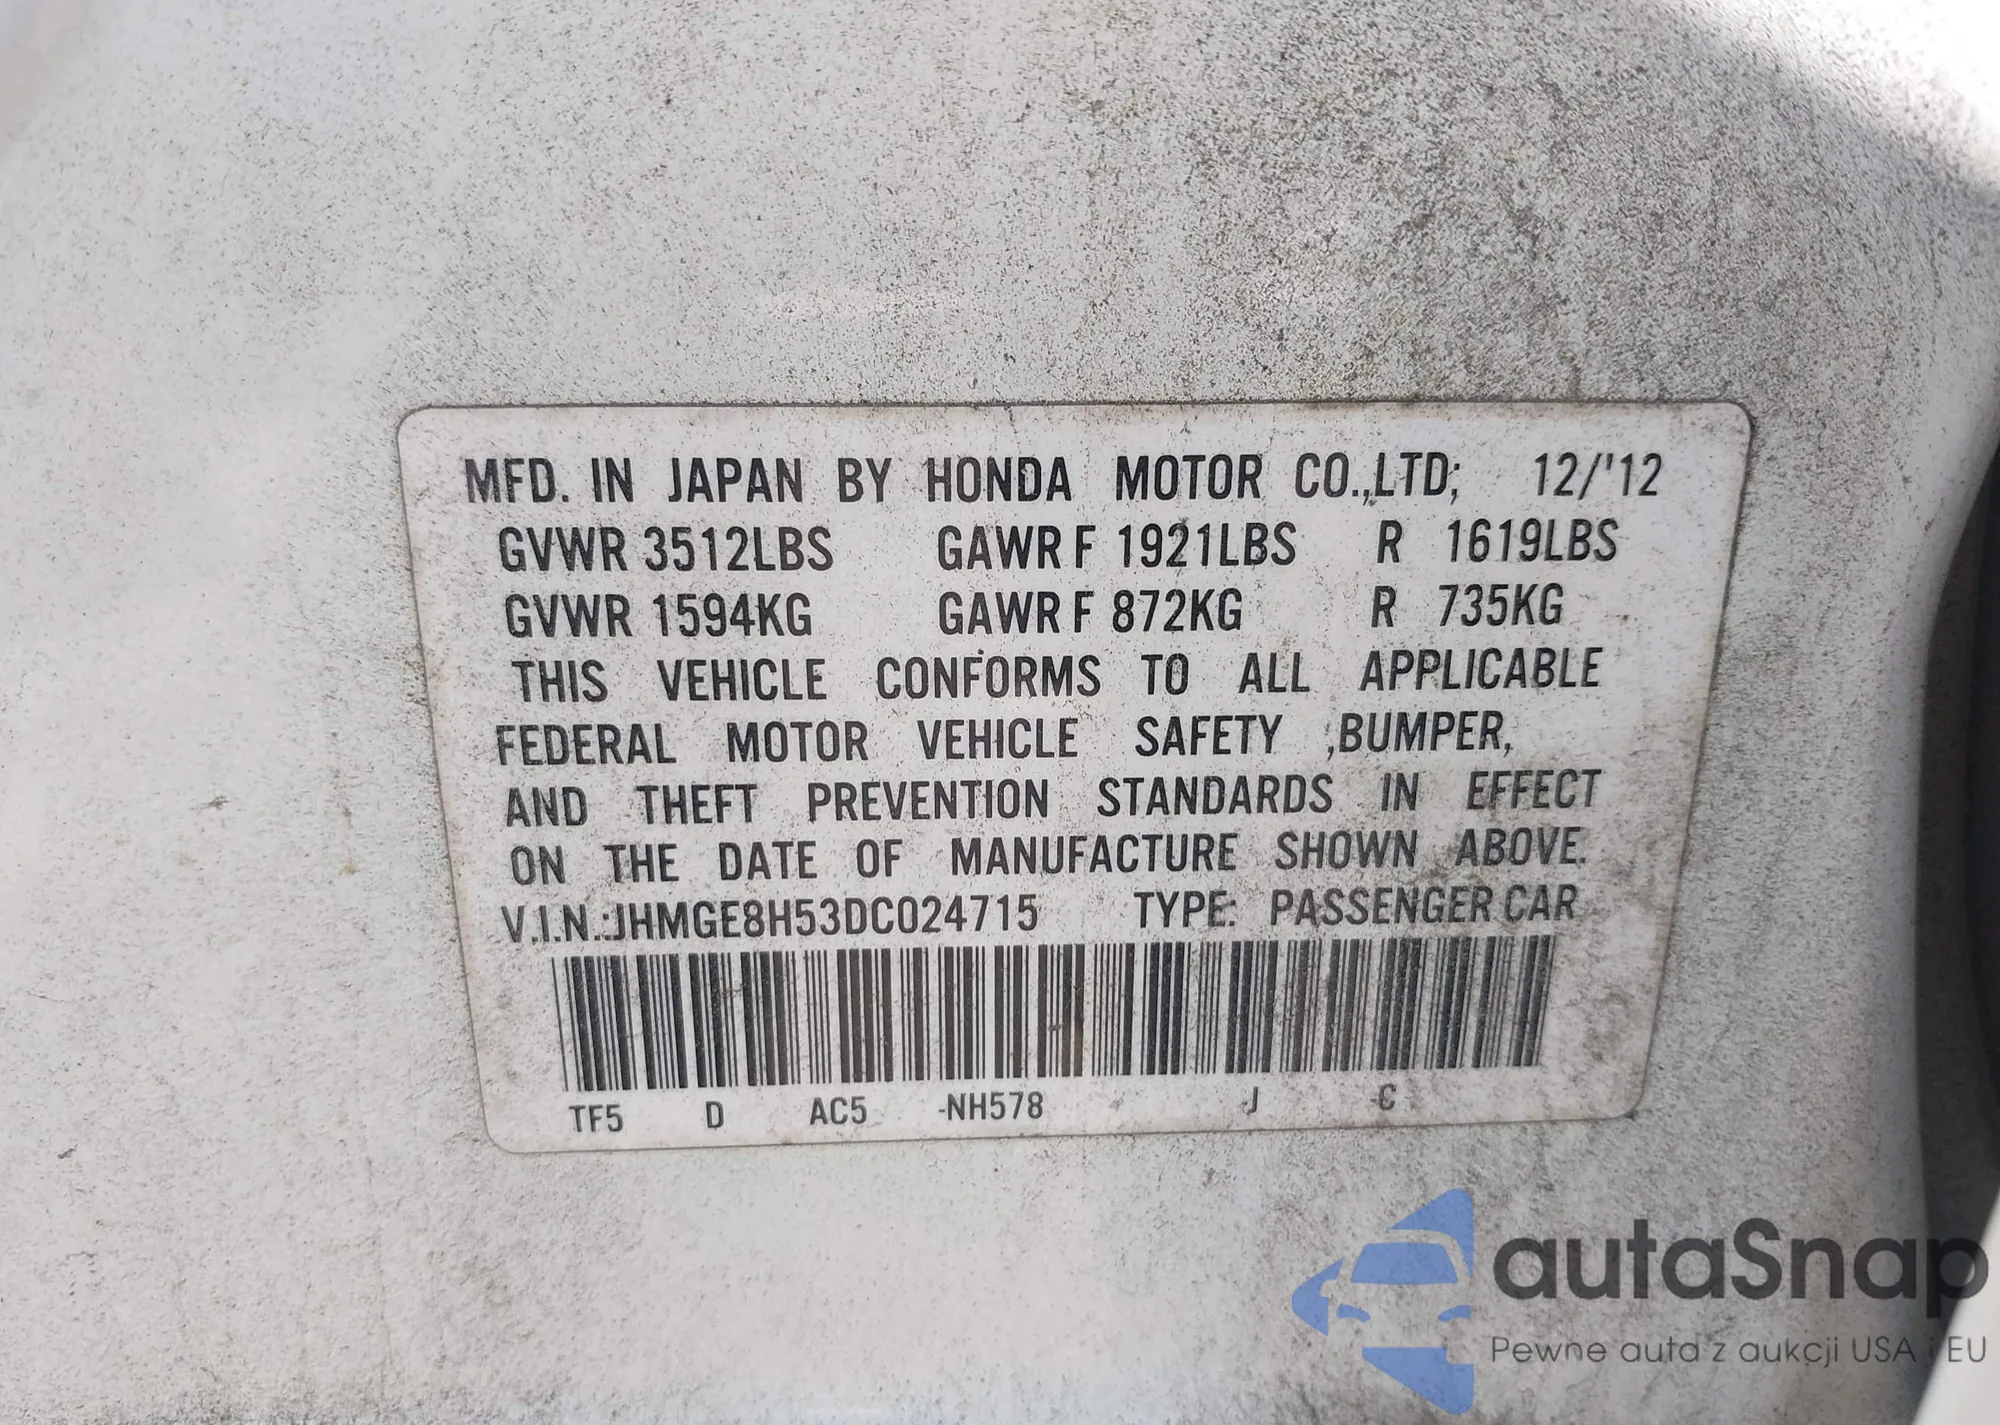 MFD. IN JAPAN BY HONDA MOTOR CO.,LTD; 12/'12
GVWR 3512LBS GAWR F 1921LBS R 1619LBS
GVWR 1594KG GAWR F 872KG R 735KG
THIS VEHICLE CONFORMS TO ALL APPLICABLE
FEDERAL MOTOR VEHICLE SAFETY ,BUMPER,
AND THEFT PREVENTION STANDARDS IN EFFECT
ON THE DATE OF MANUFACTURE SHOWN ABOVE.
V.I.N.:JHMGE8H53DC024715 TYPE: PASSENGER CAR
TF5 D AC5 -NH578 -J -C
autaSnap
Pewne auta z aukcji USA i EU